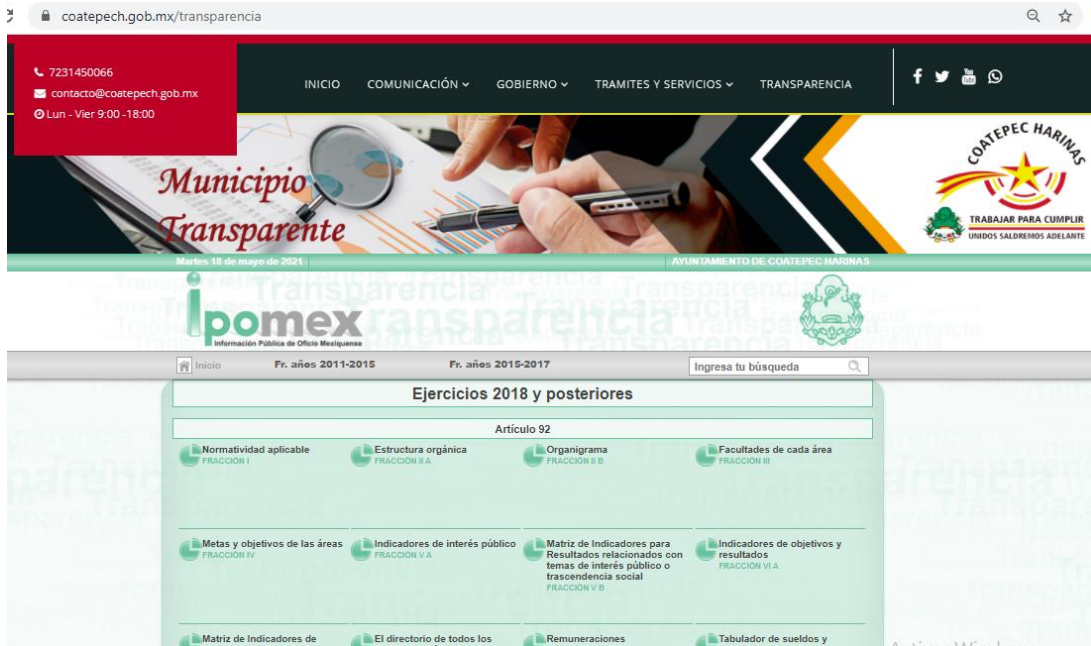 coatepech.gob.mx/transparencia
7231450066
contacto@coatepech.gob.mx
Lun - Vier 9:00 -18:00
INICIO
COMUNICACIÓN
GOBIERNO
TRAMITES Y SERVICIOS
TRANSPARENCIA
You
Municipio
Transparente
COATEPEC HARINAS
TRABAJAR PARA CUMPLIR
UNIDOS SALDREMOS ADELANTE
Martes 18 de mayo de 2021
AYUNTAMIENTO DE COATEPEC HARINAS
ipomex
Información Pública de Oficio Mexiquense
Inicio
Fr. años 2011-2015
Fr. años 2015-2017
Ingresa tu búsqueda
Ejercicios 2018 y posteriores
Artículo 92
Normatividad aplicable
FRACCIÓN I
Estructura orgánica
FRACCIÓN II A
Organigrama
FRACCIÓN II B
Facultades de cada área
FRACCIÓN III
Metas y objetivos de las áreas
FRACCIÓN IV
Indicadores de interés público
FRACCIÓN V A
Matriz de Indicadores para
Resultados relacionados con
temas de interés público o
trascendencia social
FRACCIÓN V B
Indicadores de objetivos y
resultados
FRACCIÓN VI A
Matriz de Indicadores de
El directorio de todos los
Remuneraciones
Tabulador de sueldos y